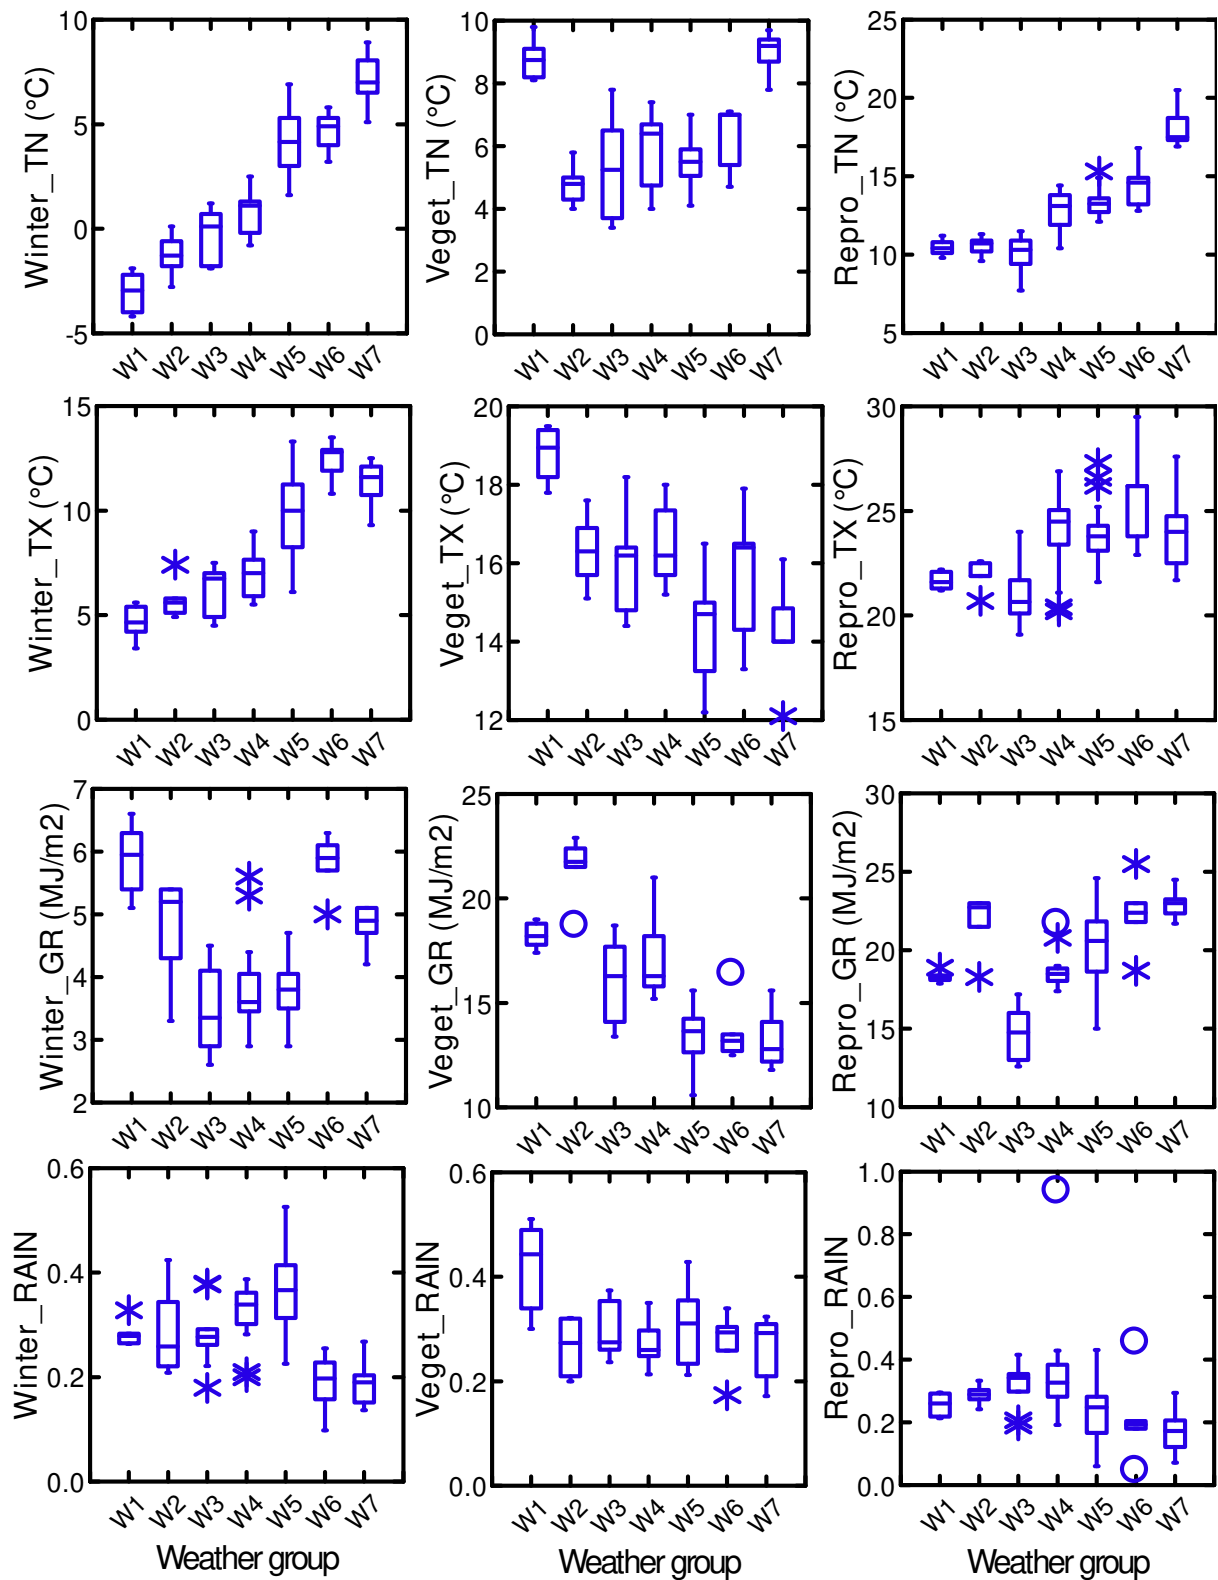 Winter_TN (°C)
10
5
0
-5
W1 W2 W3 W4 W5 W6 W7
Veget_TN (°C)
10
8
6
4
2
0
W1 W2 W3 W4 W5 W6 W7
Repro_TN (°C)
25
20
15
10
5
W1 W2 W3 W4 W5 W6 W7
Winter_TX (°C)
15
10
5
0
W1 W2 W3 W4 W5 W6 W7
Veget_TX (°C)
20
18
16
14
12
W1 W2 W3 W4 W5 W6 W7
Repro_TX (°C)
30
25
20
15
W1 W2 W3 W4 W5 W6 W7
Winter_GR (MJ/m2)
7
6
5
4
3
2
W1 W2 W3 W4 W5 W6 W7
Veget_GR (MJ/m2)
25
20
15
10
W1 W2 W3 W4 W5 W6 W7
Repro_GR (MJ/m2)
30
25
20
15
10
W1 W2 W3 W4 W5 W6 W7
Winter_RAIN
0.6
0.4
0.2
0.0
W1 W2 W3 W4 W5 W6 W7
Weather group
Veget_RAIN
0.6
0.4
0.2
0.0
W1 W2 W3 W4 W5 W6 W7
Weather group
Repro_RAIN
1.0
0.8
0.6
0.4
0.2
0.0
W1 W2 W3 W4 W5 W6 W7
Weather group